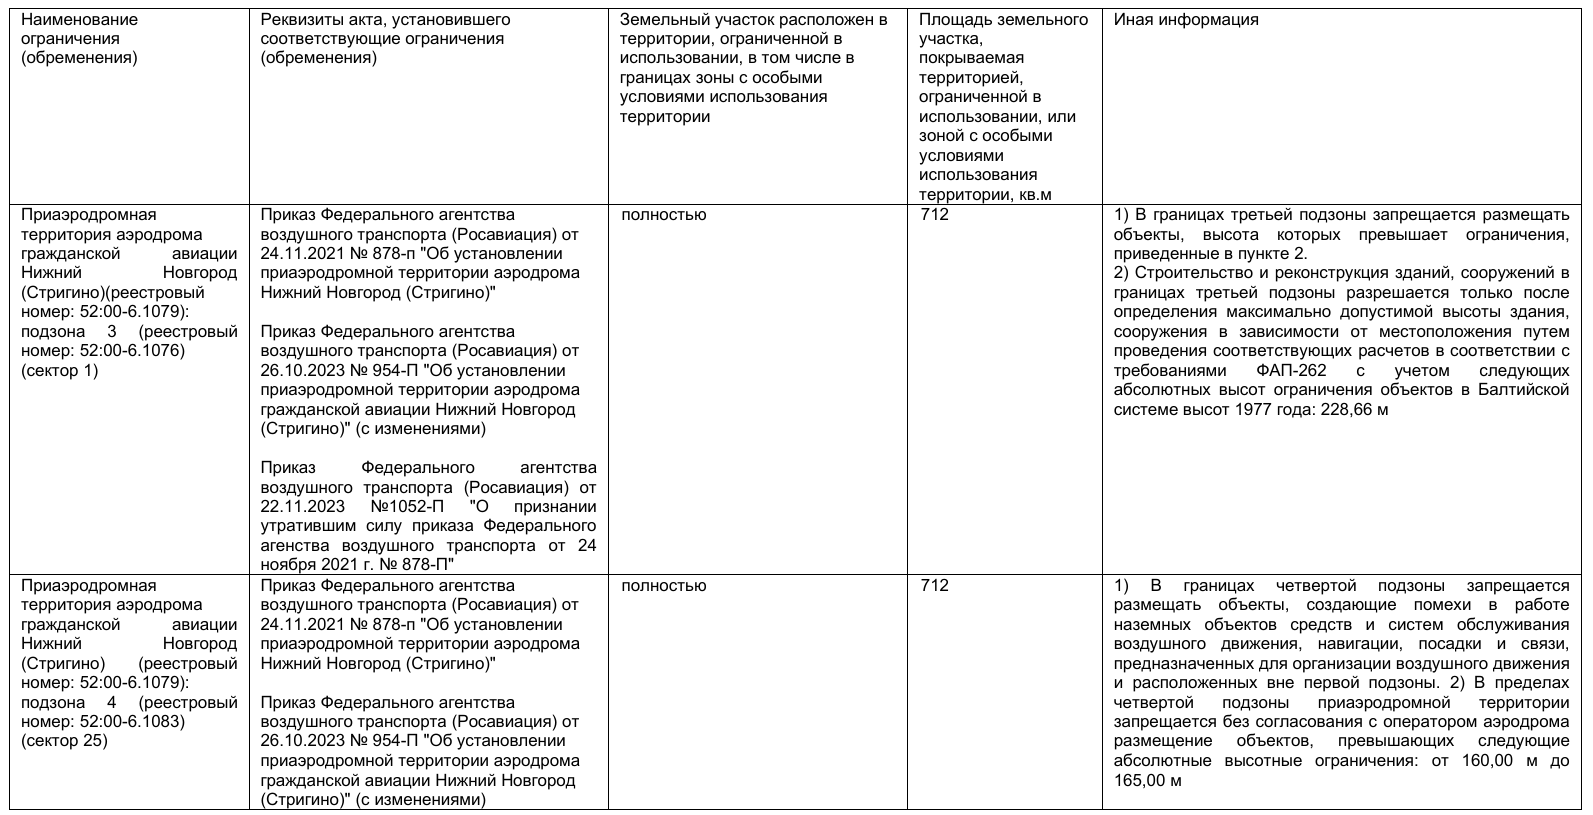 Наименование
ограничения
(обременения)
Реквизиты акта, установившего
соответствующие ограничения
(обременения)
Земельный участок расположен в
территории, ограниченной в
использовании, в том числе в
границах зоны с особыми
условиями использования
территории
Площадь земельного
участка,
покрываемая
территорией,
ограниченной в
использовании, или
зоной с особыми
условиями
использования
территории, кв.м
Иная информация
Приаэродромная
территория аэродрома
гражданской авиации
Нижний Новгород
(Стригино)(реестровый
номер: 52:00-6.1079):
подзона 3 (реестровый
номер: 52:00-6.1076)
(сектор 1)
Приказ Федерального агентства
воздушного транспорта (Росавиация) от
24.11.2021 № 878-п "Об установлении
приаэродромной территории аэродрома
Нижний Новгород (Стригино)"
Приказ Федерального агентства
воздушного транспорта (Росавиация) от
26.10.2023 № 954-П "Об установлении
приаэродромной территории аэродрома
гражданской авиации Нижний Новгород
(Стригино)" (с изменениями)
Приказ Федерального агентства
воздушного транспорта (Росавиация) от
22.11.2023 №1052-П "О признании
утратившим силу приказа Федерального
агенства воздушного транспорта от 24
ноября 2021 г. № 878-П"
полностью
712
1) В границах третьей подзоны запрещается размещать
объекты, высота которых превышает ограничения,
приведенные в пункте 2.
2) Строительство и реконструкция зданий, сооружений в
границах третьей подзоны разрешается только после
определения максимально допустимой высоты здания,
сооружения в зависимости от местоположения путем
проведения соответствующих расчетов в соответствии с
требованиями ФАП-262 с учетом следующих
абсолютных высот ограничения объектов в Балтийской
системе высот 1977 года: 228,66 м
Приаэродромная
территория аэродрома
гражданской авиации
Нижний Новгород
(Стригино) (реестровый
номер: 52:00-6.1079):
подзона 4 (реестровый
номер: 52:00-6.1083)
(сектор 25)
Приказ Федерального агентства
воздушного транспорта (Росавиация) от
24.11.2021 № 878-п "Об установлении
приаэродромной территории аэродрома
Нижний Новгород (Стригино)"
Приказ Федерального агентства
воздушного транспорта (Росавиация) от
26.10.2023 № 954-П "Об установлении
приаэродромной территории аэродрома
гражданской авиации Нижний Новгород
(Стригино)" (с изменениями)
полностью
712
1) В границах четвертой подзоны запрещается
размещать объекты, создающие помехи в работе
наземных объектов средств и систем обслуживания
воздушного движения, навигации, посадки и связи,
предназначенных для организации воздушного движения
и расположенных вне первой подзоны. 2) В пределах
четвертой подзоны приаэродромной территории
запрещается без согласования с оператором аэродрома
размещение объектов, превышающих следующие
абсолютные высотные ограничения: от 160,00 м до
165,00 м